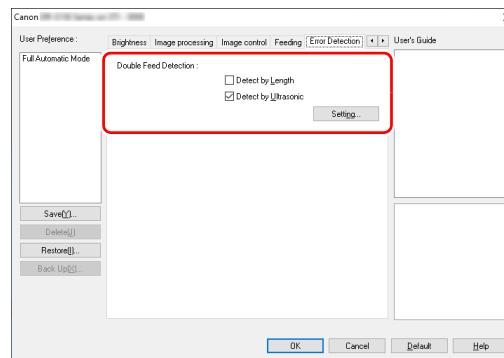 Canon
User Preference :
Full Automatic Mode
Save(Y)...
Delete(J)
Restore(I)...
Back Up(X)...
Brightness Image processing Image control Feeding Error Detection
Double Feed Detection :
Detect by Length
Detect by Ultrasonic
Setting...
User's Guide
OK Cancel Default Help